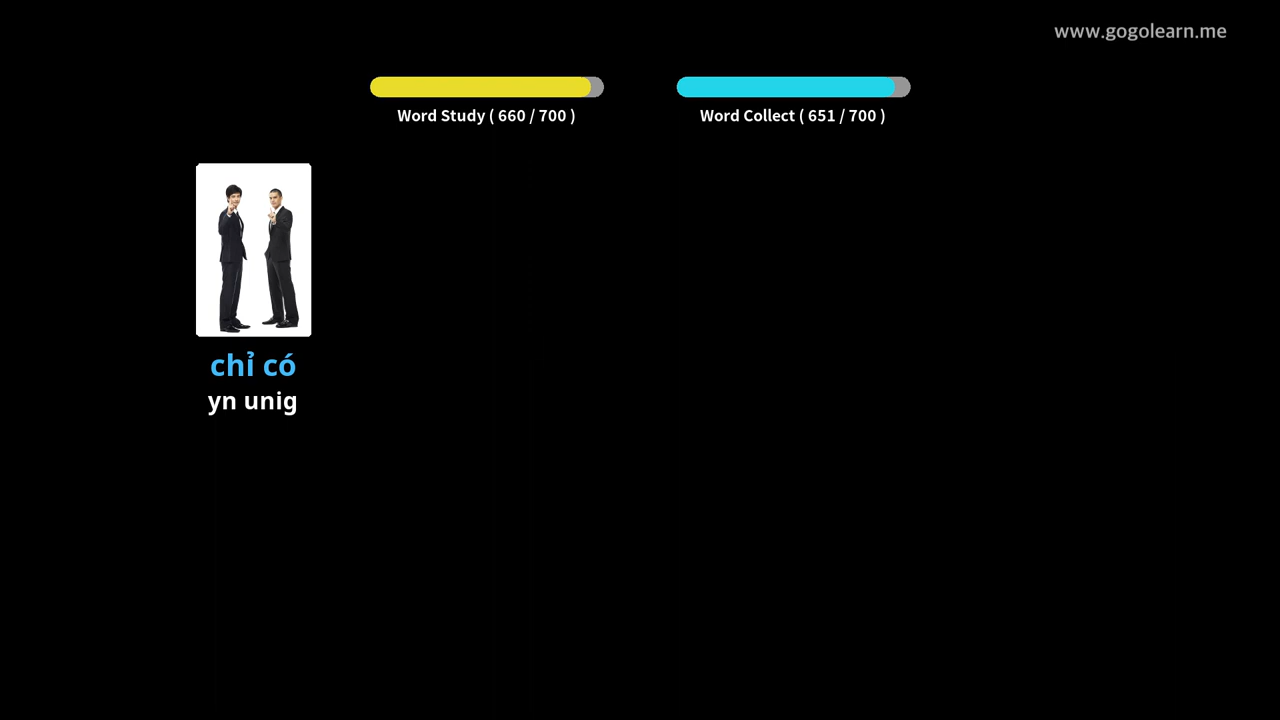 www.gogolearn.me
Word Study ( 660 / 700 )
Word Collect ( 651 / 700 )
chỉ có
yn unig